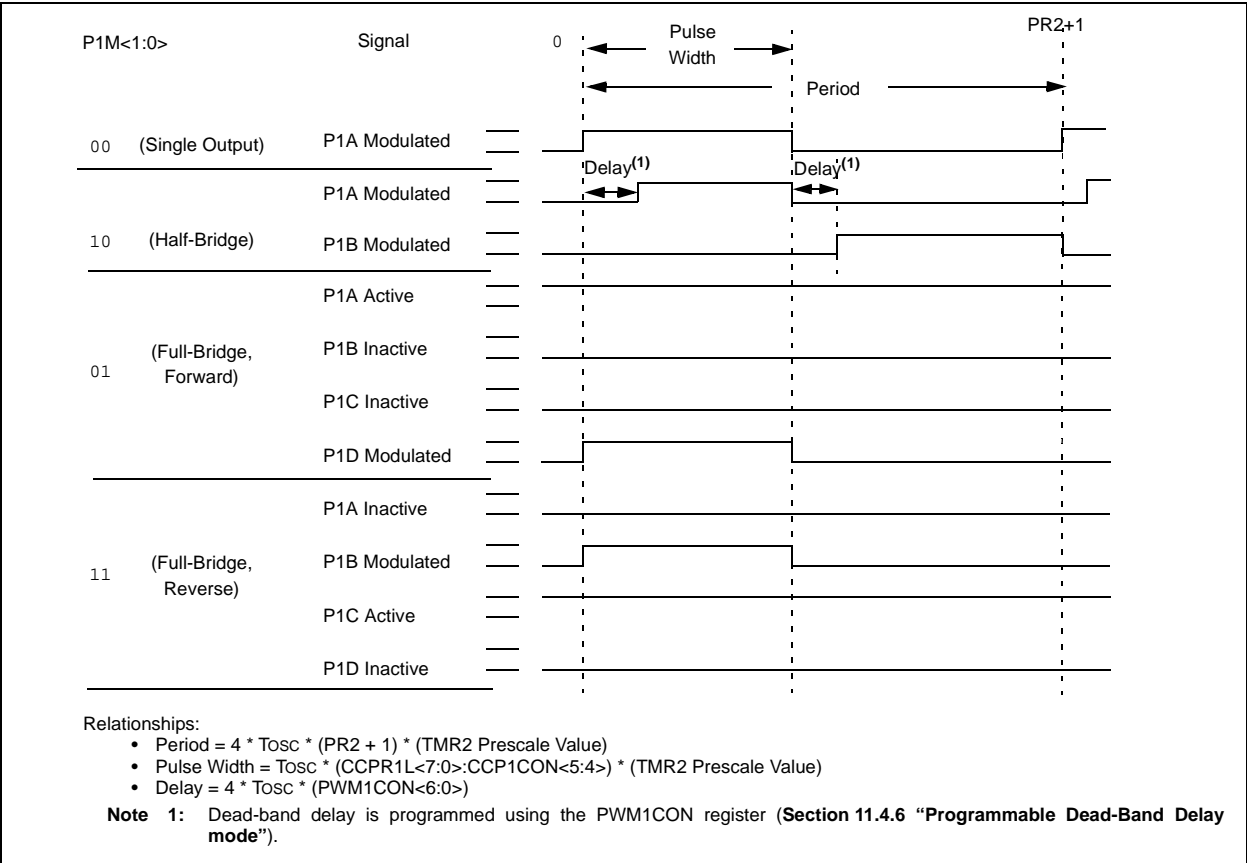 P1M<1:0> Signal 0 Pulse Width PR2+1
Period
00 (Single Output) P1A Modulated
Delay(1) Delay(1)
P1A Modulated
10 (Half-Bridge) P1B Modulated
P1A Active
01 (Full-Bridge, Forward) P1B Inactive
P1C Inactive
P1D Modulated
P1A Inactive
11 (Full-Bridge, Reverse) P1B Modulated
P1C Active
P1D Inactive
Relationships:
• Period = 4 * TOSC * (PR2 + 1) * (TMR2 Prescale Value)
• Pulse Width = TOSC * (CCPR1L<7:0>:CCP1CON<5:4>) * (TMR2 Prescale Value)
• Delay = 4 * TOSC * (PWM1CON<6:0>)
Note 1: Dead-band delay is programmed using the PWM1CON register (Section 11.4.6 “Programmable Dead-Band Delay
mode”).